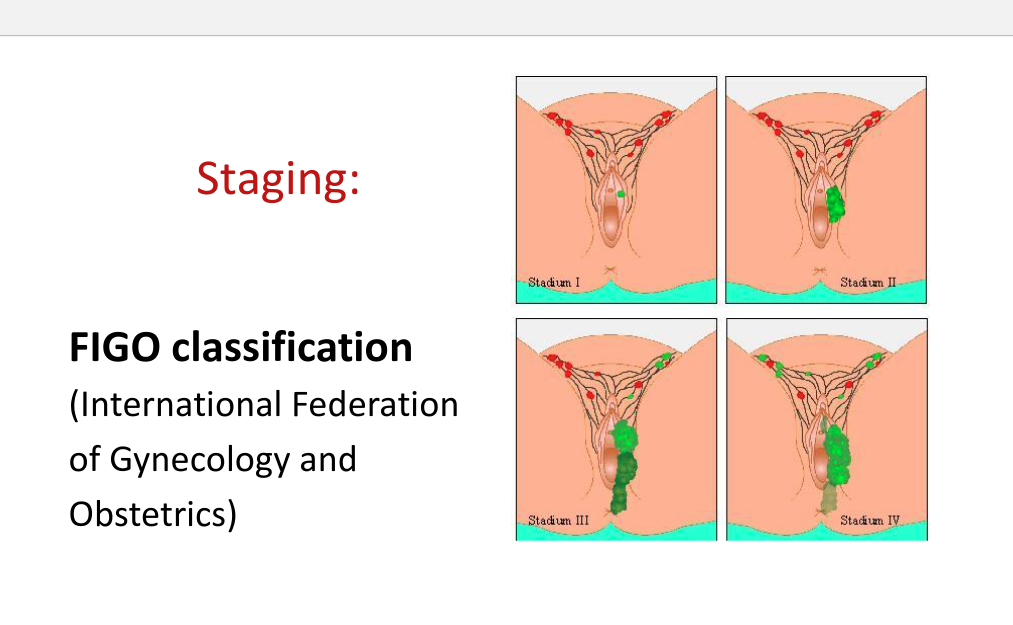 Staging:
FIGO classification
(International Federation
of Gynecology and
Obstetrics)
Stadium I
Stadium II
Stadium III
Stadium IV